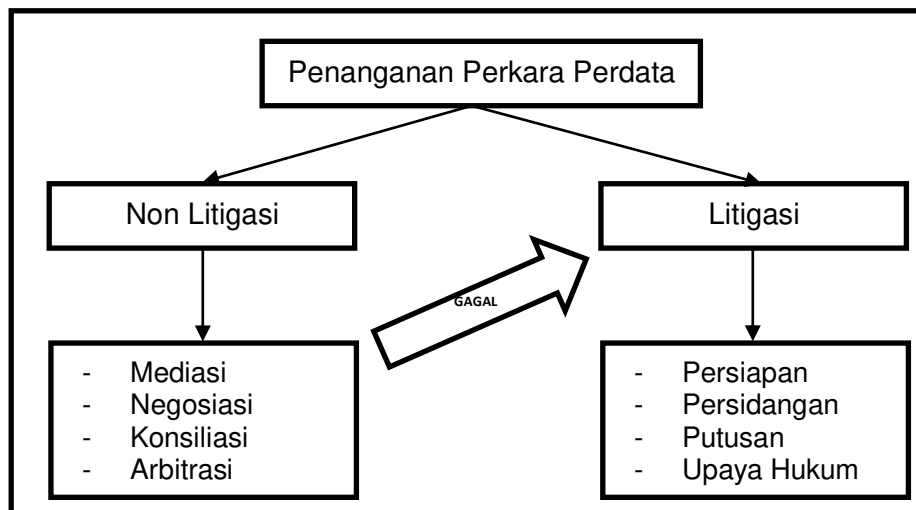 Penanganan Perkara Perdata
Non Litigasi
Litigasi
GAGAL
- Mediasi
- Negosiasi
- Konsiliasi
- Arbitrasi
- Persiapan
- Persidangan
- Putusan
- Upaya Hukum